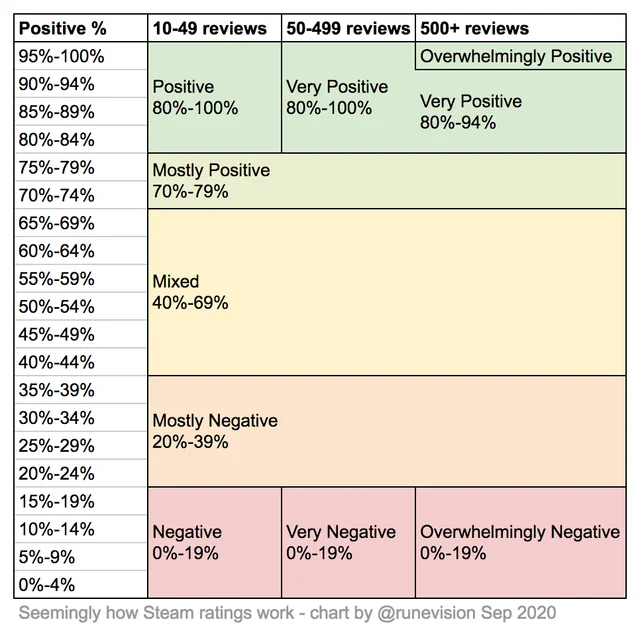 Positive % 10-49 reviews 50-499 reviews 500+ reviews
95%-100% Overwhelmingly Positive
90%-94% Positive Very Positive Very Positive
85%-89% 80%-100% 80%-100% 80%-94%
80%-84%
75%-79% Mostly Positive
70%-74% 70%-79%
65%-69%
60%-64%
55%-59% Mixed
50%-54% 40%-69%
45%-49%
40%-44%
35%-39%
30%-34% Mostly Negative
25%-29% 20%-39%
20%-24%
15%-19%
10%-14% Negative Very Negative Overwhelmingly Negative
5%-9% 0%-19% 0%-19% 0%-19%
0%-4%
Seemingly how Steam ratings work - chart by @runevision Sep 2020